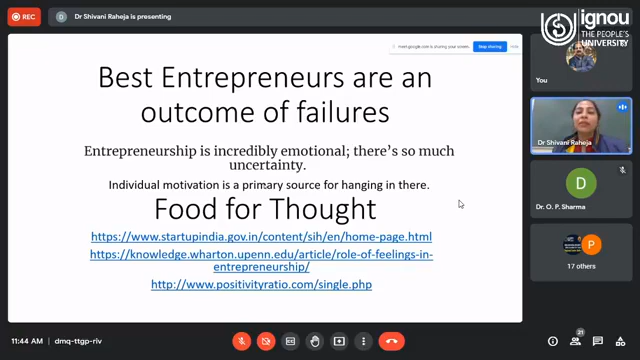 REC
D
Dr Shivani Raheja is presenting
ignou
THE PEOPLE'S
UNIVERSITY
meet.google.com is sharing your screen.
Stop sharing
Hide
Best Entrepreneurs are an
outcome of failures
Entrepreneurship is incredibly emotional; there's so much
uncertainty.
Individual motivation is a primary source for hanging in there.
Food for Thought
https://www.startupindia.gov.in/content/sih/en/home-page.html
https://knowledge.wharton.upenn.edu/article/role-of-feelings-in-
entrepreneurship/
http://www.positivityratio.com/single.php
You
Dr Shivani Raheja
D
Dr. O. P. Sharma
P
17 others
11:44 AM | dmq-ttgp-riv
21